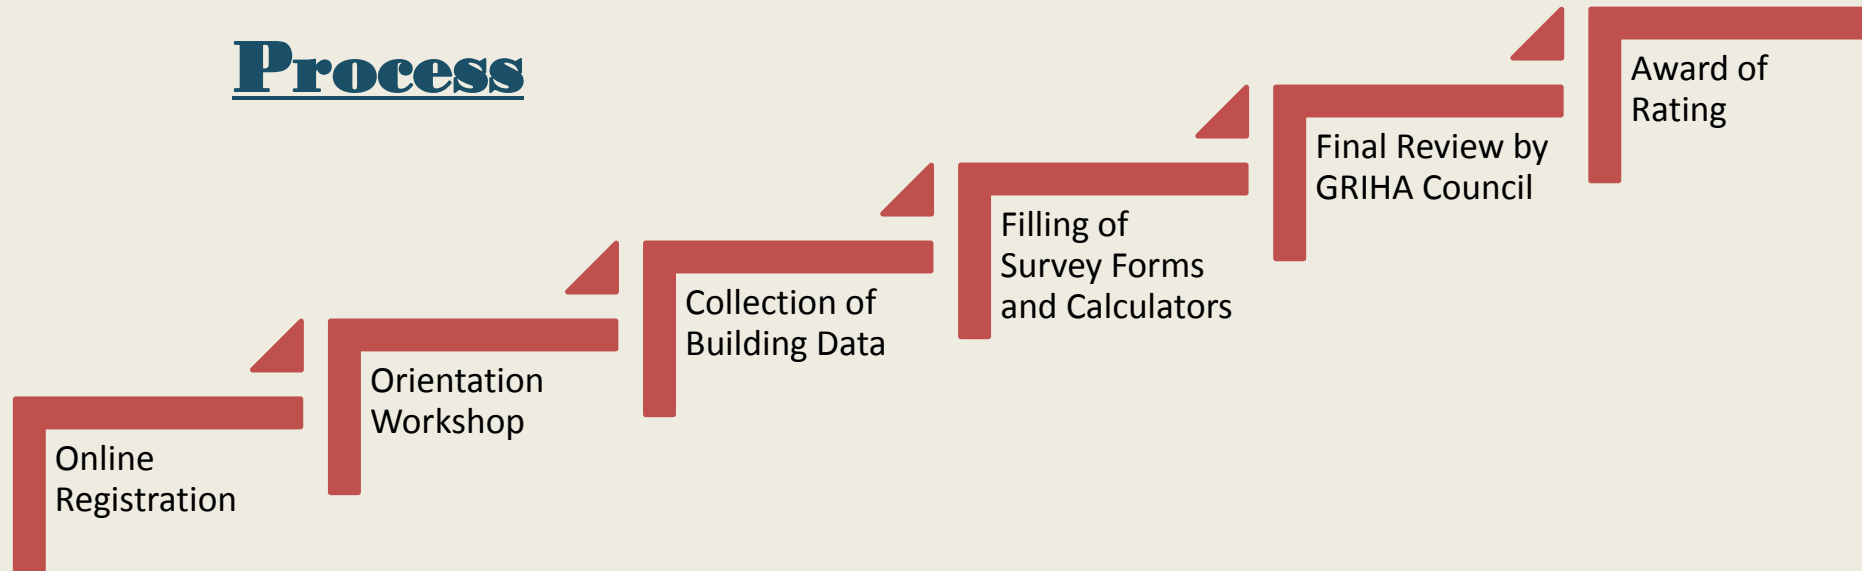 Process
Online
Registration
Orientation
Workshop
Collection of
Building Data
Filling of
Survey Forms
and Calculators
Final Review by
GRIHA Council
Award of
Rating